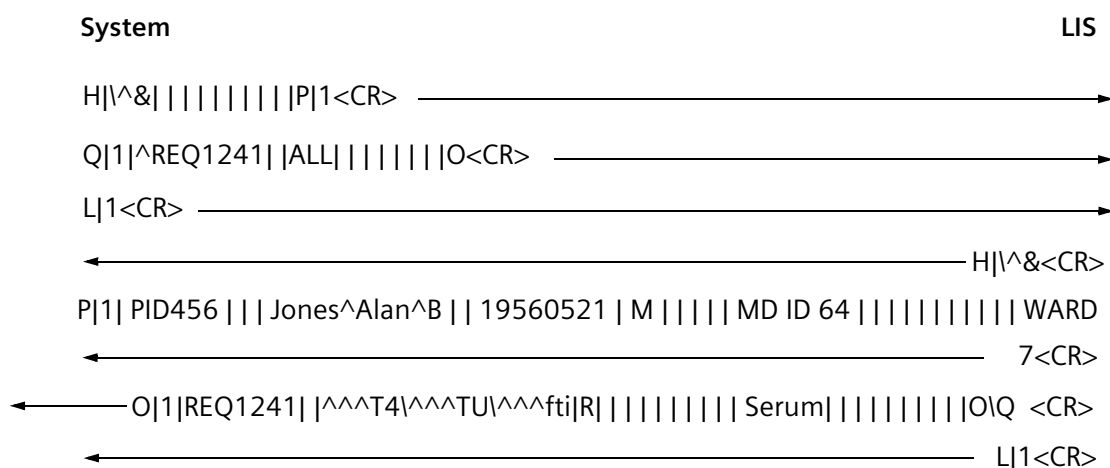 System LIS
H|\^&| | | | | | | | | |P|1<CR>
Q|1|^REQ1241| |ALL| | | | | | | |O<CR>
L|1<CR>
H|\^&<CR>
P|1| PID456 | | | Jones^Alan^B | | 19560521 | M | | | | | MD ID 64 | | | | | | | | | | | WARD
7<CR>
O|1|REQ1241| |^^^T4\^^^TU\^^^fti|R| | | | | | | | | | Serum| | | | | | | | | |O\Q <CR>
L|1<CR>